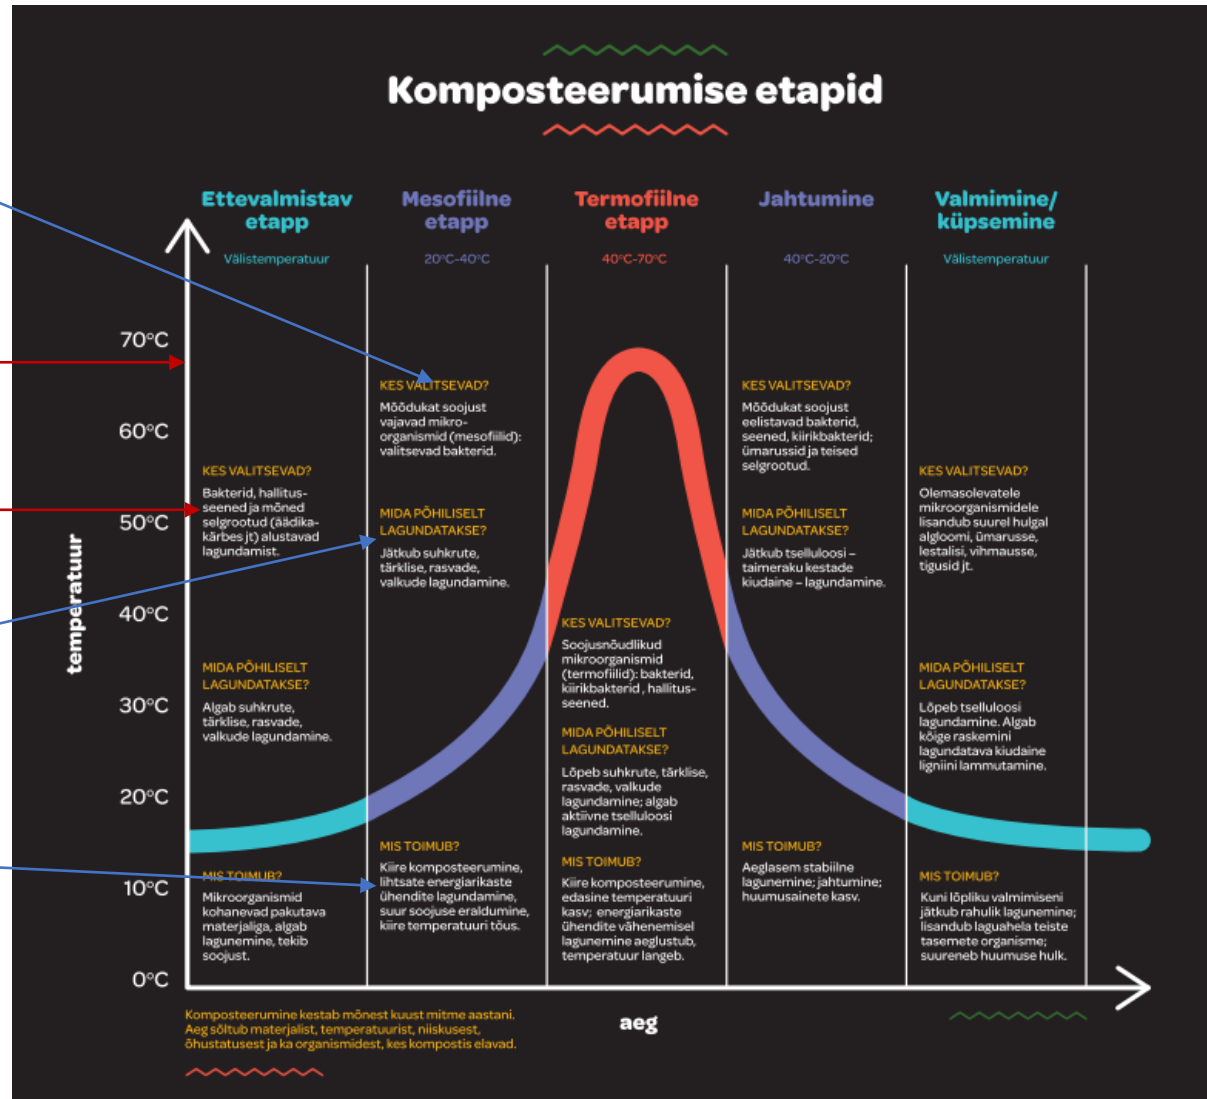 Komposteerumise etapid
Ettevalmistav
etapp
Välistemperatuur
Mesofiilne
etapp
20°C-40°C
Termofiilne
etapp
40°C-70°C
Jahtumine
40°C-20°C
Valmimine/
küpsemine
Välistemperatuur
temperatuur
70°C
60°C
50°C
40°C
30°C
20°C
10°C
0°C
KES VALITSEVAD?
Bakterid, hallitus-
seened ja mõned
selgrootud (äädika-
kärbes jt) alustavad
lagundamist.
MIDA PÕHILISELT
LAGUNDATAKSE?
Algab suhkrute,
tärklise, rasvade,
valkude lagundamine.
MIS TOIMUB?
Mikroorganismid
kohanevad pakutava
materjaliga, algab
lagunemine, tekib
soojust.
KES VALITSEVAD?
Mõõdukat soojust
vajavad mikro-
organismid (mesofiilid):
valitsevad bakterid.
MIDA PÕHILISELT
LAGUNDATAKSE?
Jätkub suhkrute,
tärklise, rasvade,
valkude lagundamine.
MIS TOIMUB?
Kiire komposteerumine,
lihtsate energiarikaste
ühendite lagundamine,
suur soojuse eraldumine,
kiire temperatuuri tõus.
KES VALITSEVAD?
Soojusnõudlikud
mikroorganismid
(termofiilid): bakterid,
kiirikbakterid , hallitus-
seened.
MIDA PÕHILISELT
LAGUNDATAKSE?
Lõpeb suhkrute, tärklise,
rasvade, valkude
lagundamine; algab
aktiivne tselluloosi
lagundamine.
MIS TOIMUB?
Kiire komposteerumine,
edasine temperatuuri
kasv; energiarikaste
ühendite vähenemisel
lagunemine aeglustub,
temperatuur langeb.
KES VALITSEVAD?
Mõõdukat soojust
eelistavad bakterid,
seened, kiirikbakterid;
ümarussid ja teised
selgrootud.
MIDA PÕHILISELT
LAGUNDATAKSE?
Jätkub tselluloosi –
taimeraku kestade
kiudaine – lagundamine.
MIS TOIMUB?
Aeglasem stabiilne
lagunemine; jahtumine;
huumusainete kasv.
KES VALITSEVAD?
Olemasolevatele
mikroorganismidele
lisandub suurel hulgal
algloomi, ümarusse,
lestalisi, vihmausse,
tigusid jt.
MIDA PÕHILISELT
LAGUNDATAKSE?
Lõpeb tselluloosi
lagundamine. Algab
kõige raskemini
lagundatava kiudaine
ligniini lammutamine.
MIS TOIMUB?
Kuni lõpliku valmimiseni
jätkub rahulik lagunemine;
lisandub laguahela teiste
tasemete organisme;
suureneb huumuse hulk.
Komposteerumine kestab mõnest kuust mitme aastani.
Aeg sõltub materjalist, temperatuurist, niiskusest,
õhustatusest ja ka organismidest, kes kompostis elavad.
aeg